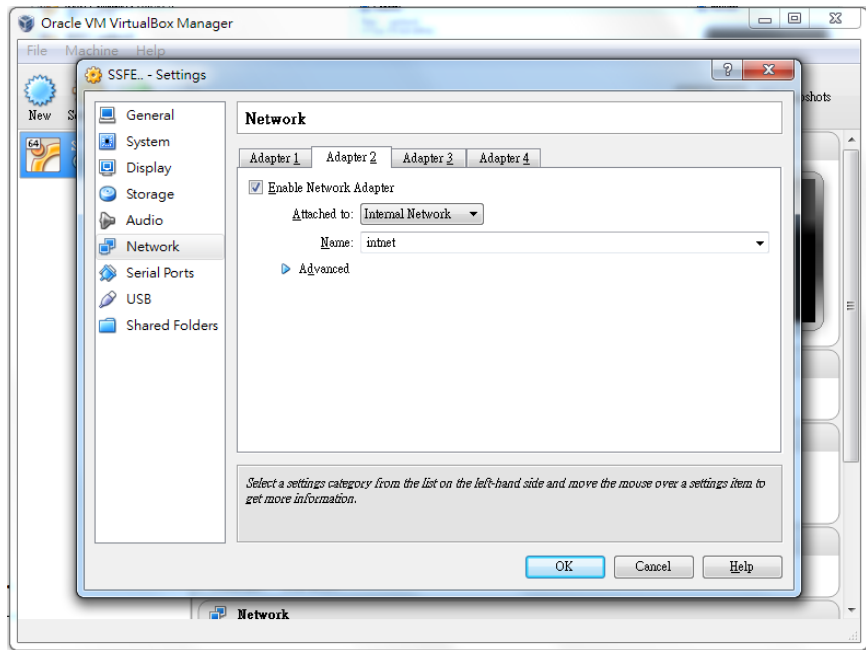 Oracle VM VirtualBox Manager
File Machine Help
SSFE.. - Settings
New
shots
64
General
System
Display
Storage
Audio
Network
Serial Ports
USB
Shared Folders
Network
Adapter 1 Adapter 2 Adapter 3 Adapter 4
Enable Network Adapter
Attached to: Internal Network
Name: intnet
Advanced
Select a settings category from the list on the left-hand side and move the mouse over a settings item to
get more information.
OK Cancel Help
Network